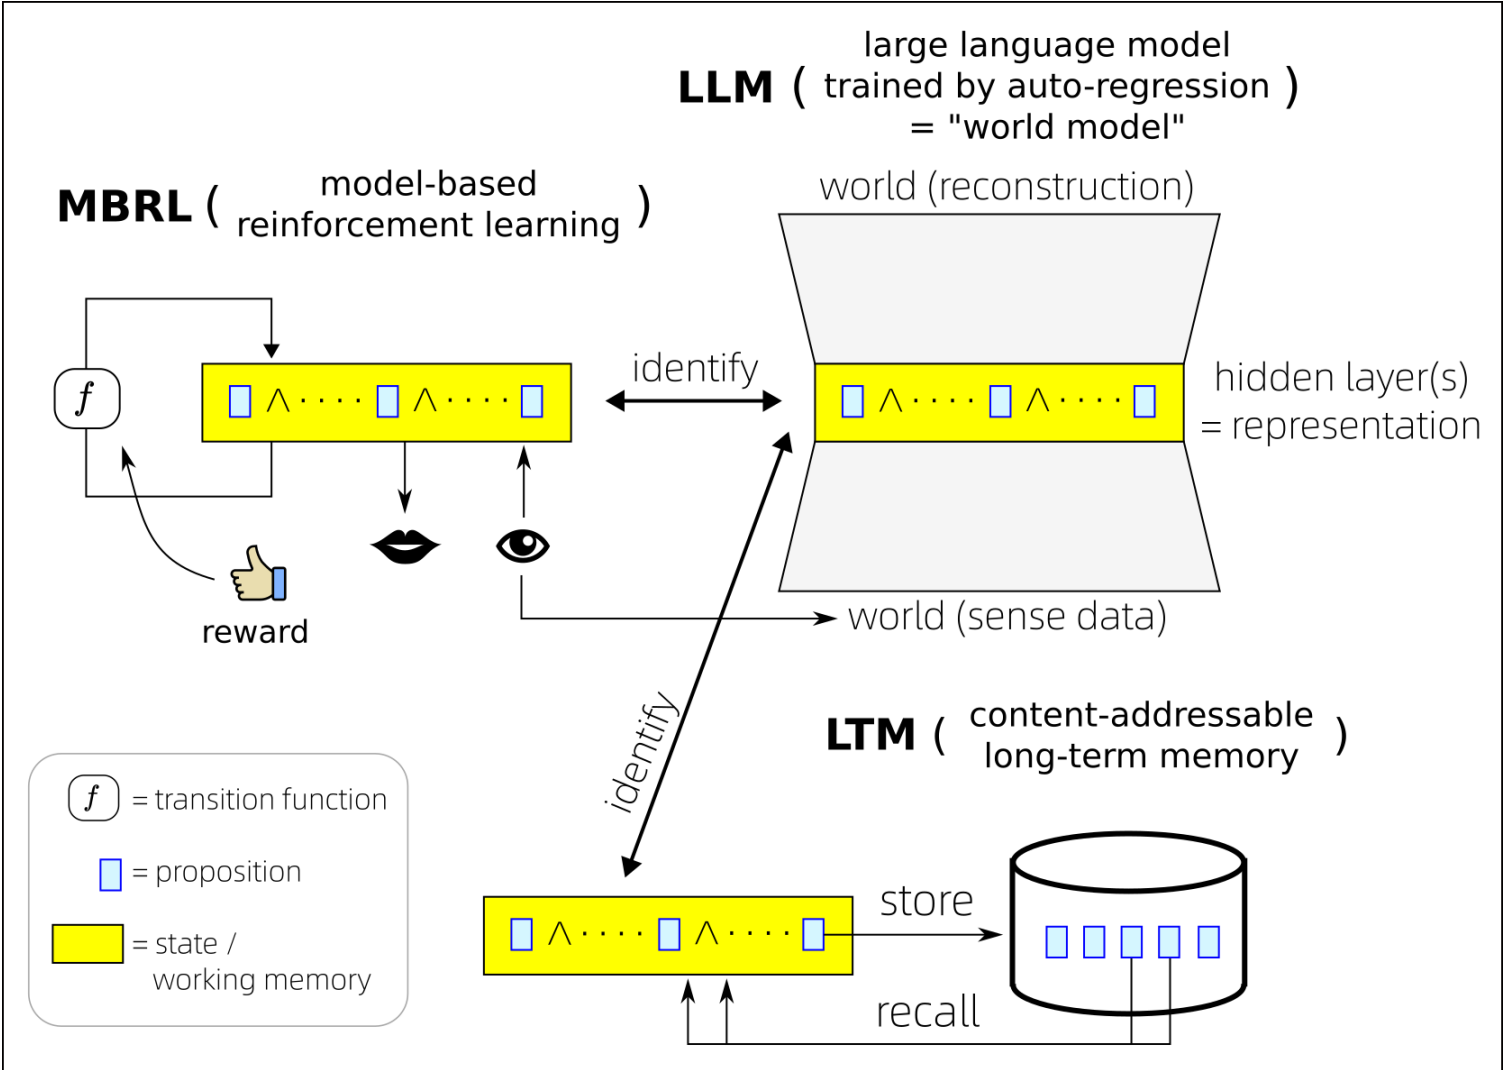 large language model
LLM ( trained by auto-regression )
= "world model"
model-based
MBRL ( reinforcement learning )
world (reconstruction)
identify
f
∧ · · · · ∧ · · · ·
∧ · · · · ∧ · · · ·
hidden layer(s)
= representation
reward
world (sense data)
identify
content-addressable
LTM ( long-term memory )
f = transition function
= proposition
= state /
working memory
∧ · · · · ∧ · · · ·
store
recall